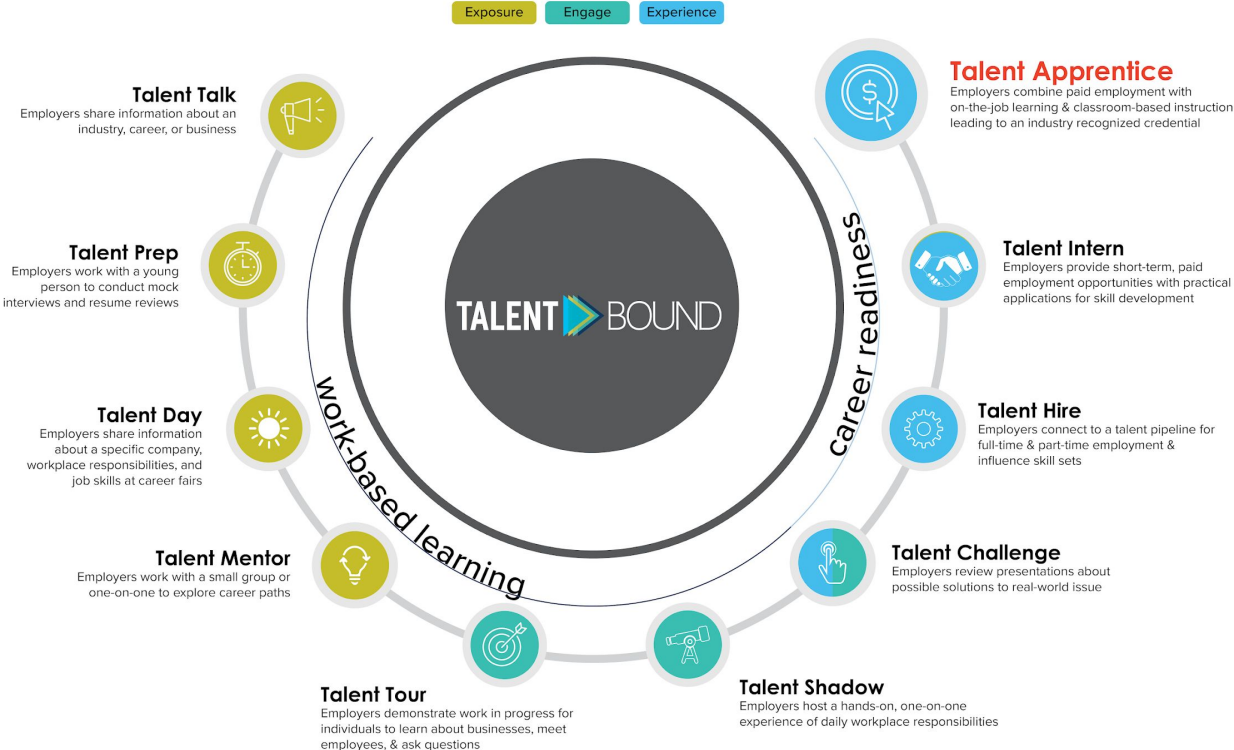 Exposure
Engage
Experience
Talent Talk
Employers share information about an
industry, career, or business
Talent Prep
Employers work with a young
person to conduct mock
interviews and resume reviews
Talent Day
Employers share information
about a specific company,
workplace responsibilities, and
job skills at career fairs
Talent Mentor
Employers work with a small group or
one-on-one to explore career paths
Talent Tour
Employers demonstrate work in progress for
individuals to learn about businesses, meet
employees, & ask questions
Talent Shadow
Employers host a hands-on, one-on-one
experience of daily workplace responsibilities
Talent Challenge
Employers review presentations about
possible solutions to real-world issue
Talent Hire
Employers connect to a talent pipeline for
full-time & part-time employment &
influence skill sets
Talent Intern
Employers provide short-term, paid
employment opportunities with practical
applications for skill development
Talent Apprentice
Employers combine paid employment with
on-the-job learning & classroom-based instruction
leading to an industry recognized credential
$
work-based learning
career readiness
TALENT BOUND